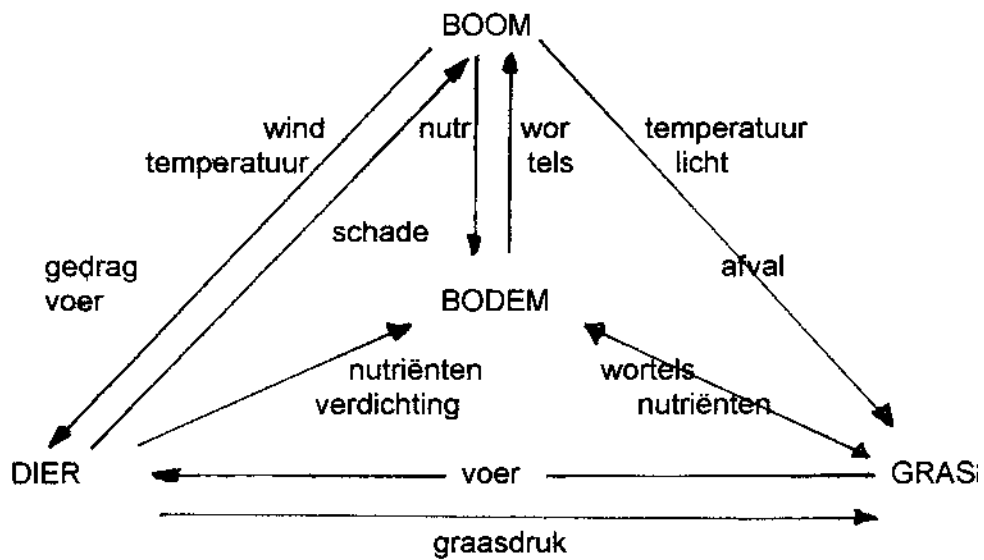 BOOM
wind
temperatuur
nutr
wor
tels
temperatuur
licht
schade
gedrag
voer
afval
BODEM
nutriënten
verdichting
wortels
nutriënten
DIER
voer
GRAS
graasdruk